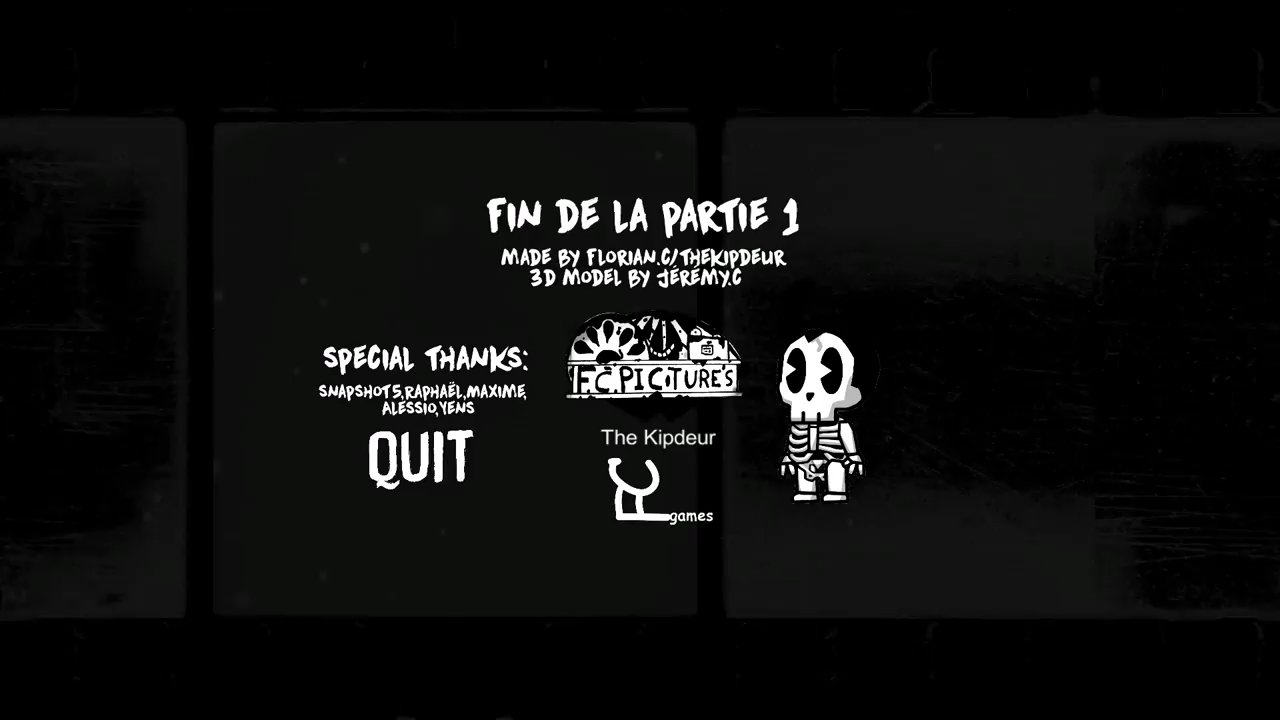 FIN DE LA PARTIE 1
MADE BY FLORIAN.C/THEKIPDEUR
3D MODEL BY JÉRÉMY.C
SPECIAL THANKS:
SNAPSHOT5,RAPHAËL,MAXIME,
ALESSIO,YENS
QUIT
F.C.PICTURE'S
The Kipdeur
FC
games